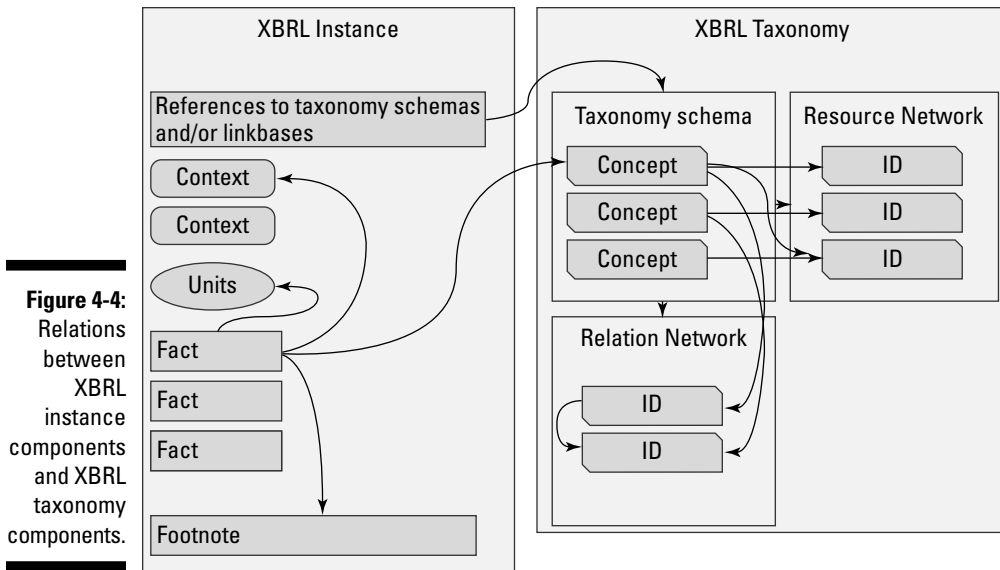 XBRL Instance
References to taxonomy schemas
and/or linkbases
Context
Context
Units
Fact
Fact
Fact
Footnote
XBRL Taxonomy
Taxonomy schema
Concept
Concept
Concept
Resource Network
ID
ID
ID
Relation Network
ID
ID
Figure 4-4:
Relations
between
XBRL
instance
components
and XBRL
taxonomy
components.